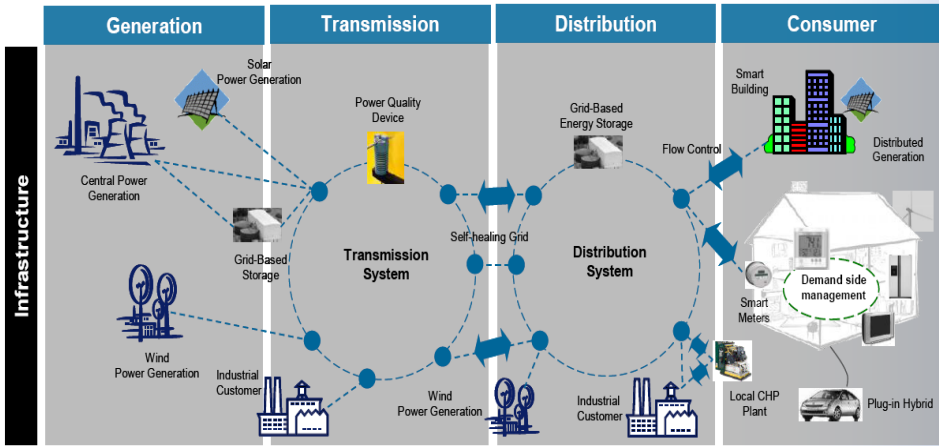 Generation
Transmission
Distribution
Consumer
Infrastructure
Solar
Power Generation
Central Power
Generation
Grid-Based
Storage
Wind
Power Generation
Power Quality
Device
Transmission
System
Industrial
Customer
Wind
Power Generation
Self-healing Grid
Grid-Based
Energy Storage
Distribution
System
Industrial
Customer
Flow Control
Smart
Building
Distributed
Generation
Demand side
management
Smart
Meters
Local CHP
Plant
Plug-in Hybrid